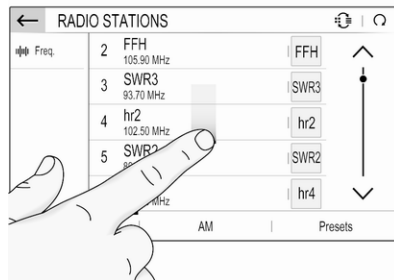 RADIO STATIONS
Freq.
2 FFH FFH
105.90 MHz
3 SWR3 SWR3
93.70 MHz
4 hr2 hr2
102.50 MHz
5 SWR2 SWR2
hr4
MHz
AM Presets